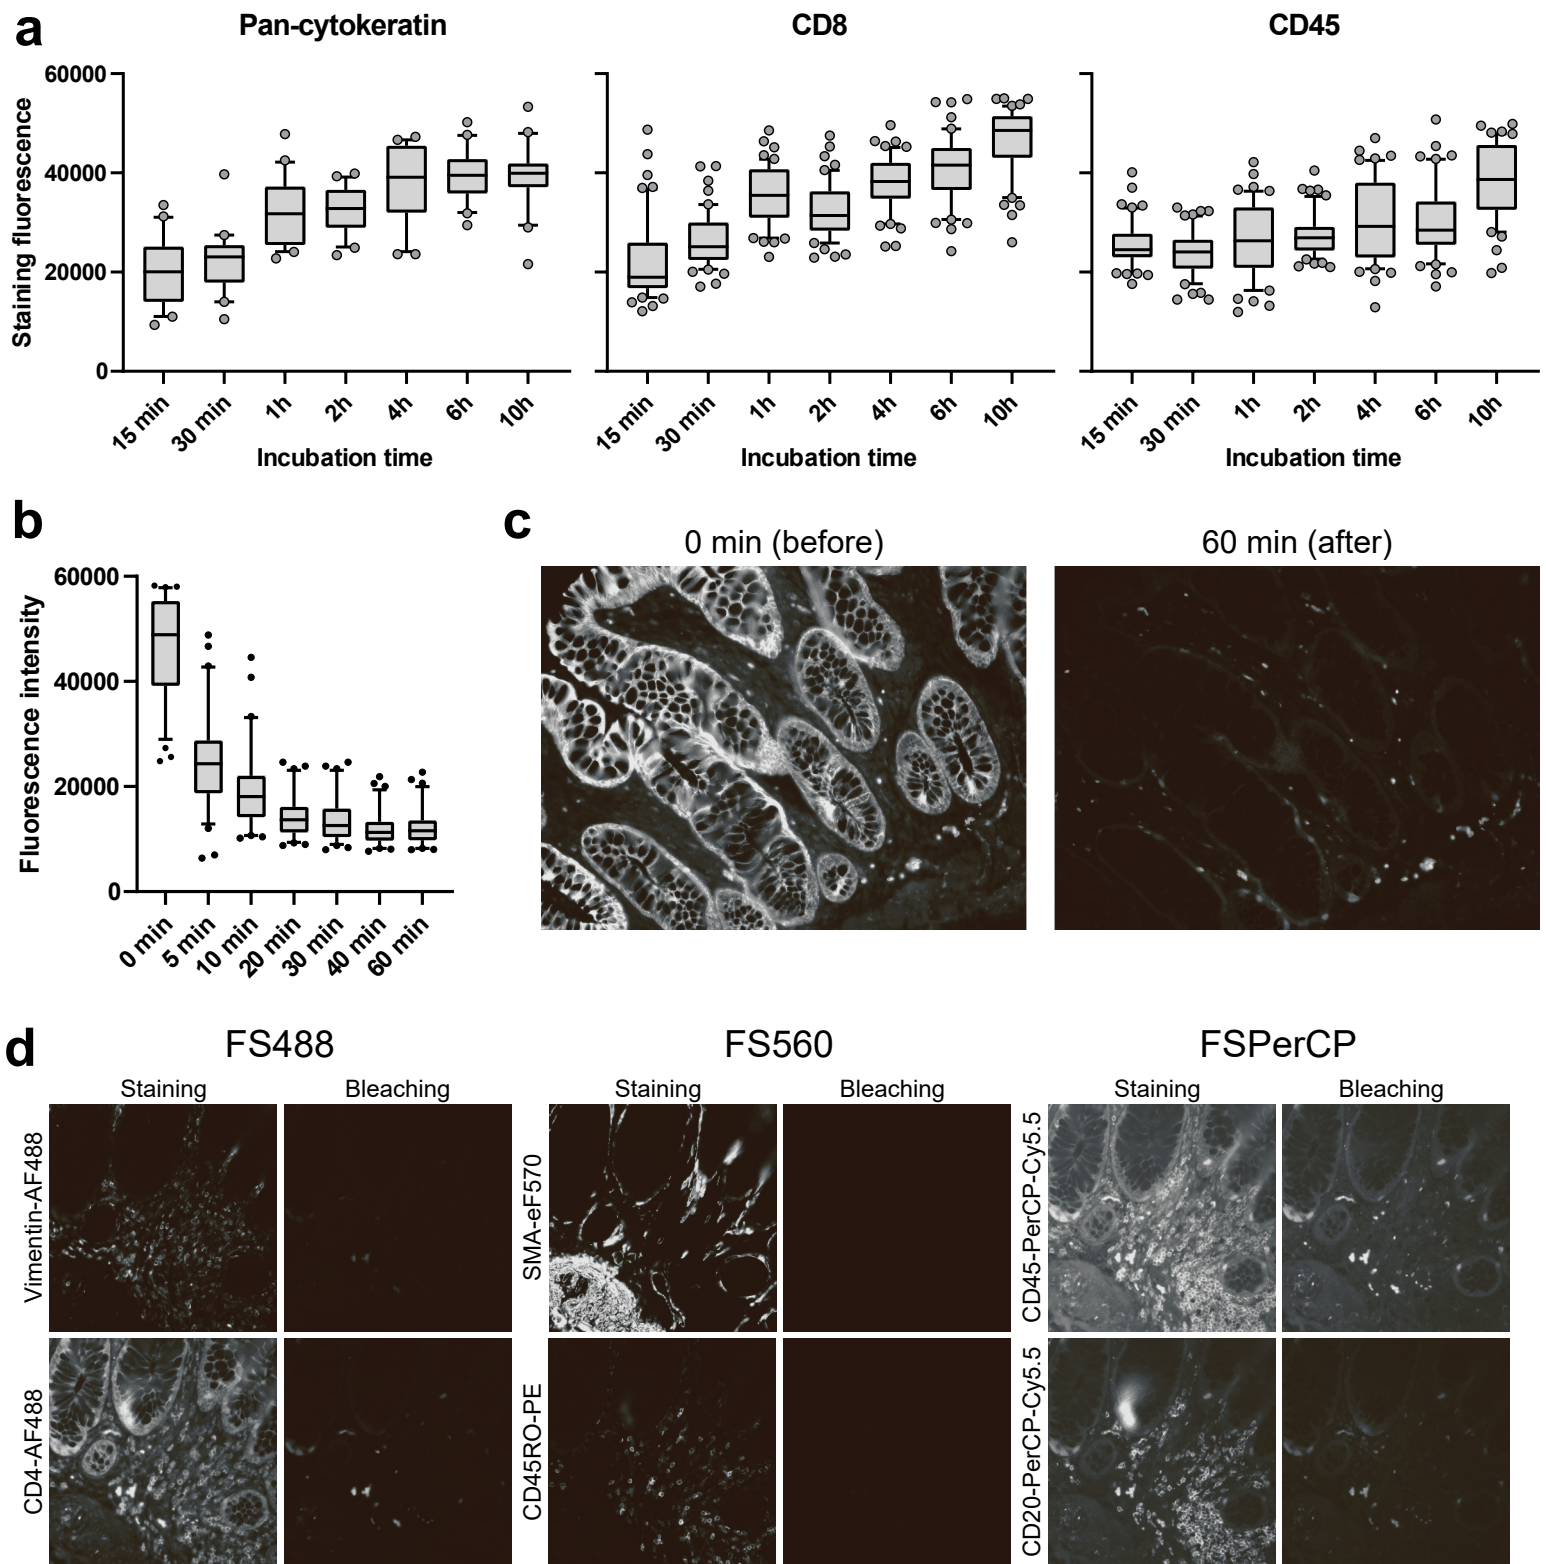 a
Pan-cytokeratin
CD8
CD45
Staining fluorescence
60000
40000
20000
0
15 min
30 min
1h
2h
4h
6h
10h
Incubation time
15 min
30 min
1h
2h
4h
6h
10h
Incubation time
15 min
30 min
1h
2h
4h
6h
10h
Incubation time
b
Fluorescence intensity
60000
40000
20000
0
0 min
5 min
10 min
20 min
30 min
40 min
60 min
c
0 min (before)
60 min (after)
d
FS488
FS560
FSPerCP
Staining
Bleaching
Staining
Bleaching
Staining
Bleaching
Vimentin-AF488
SMA-eF570
CD45-PerCP-Cy5.5
CD4-AF488
CD45RO-PE
CD20-PerCP-Cy5.5